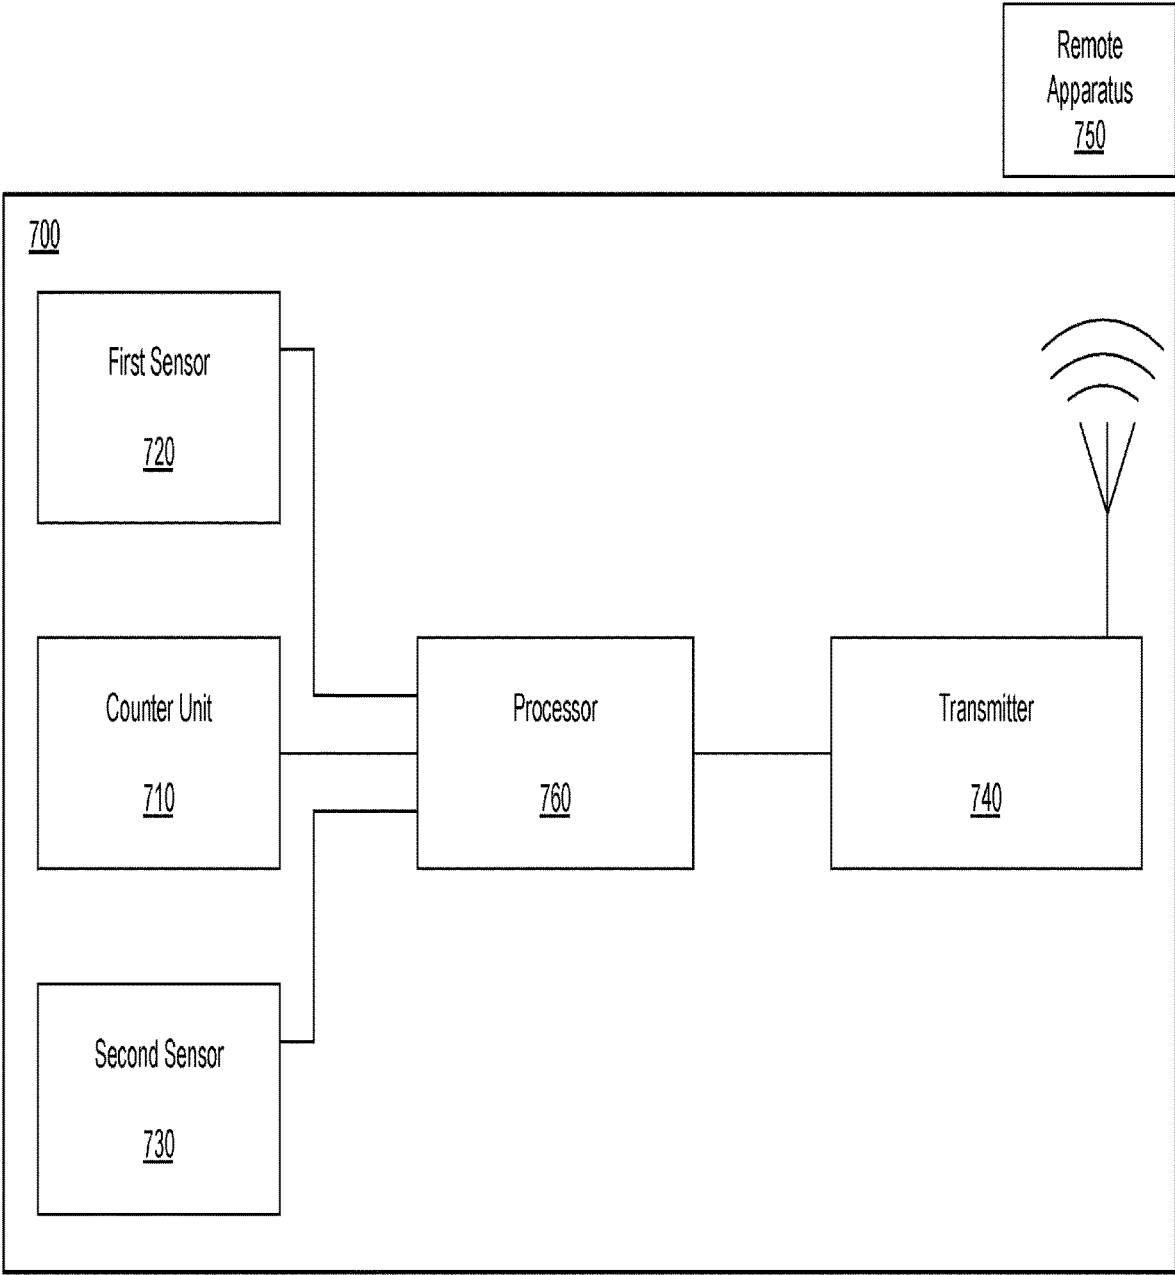 Remote
Apparatus
750
700
First Sensor
720
Counter Unit
710
Processor
760
Transmitter
740
Second Sensor
730